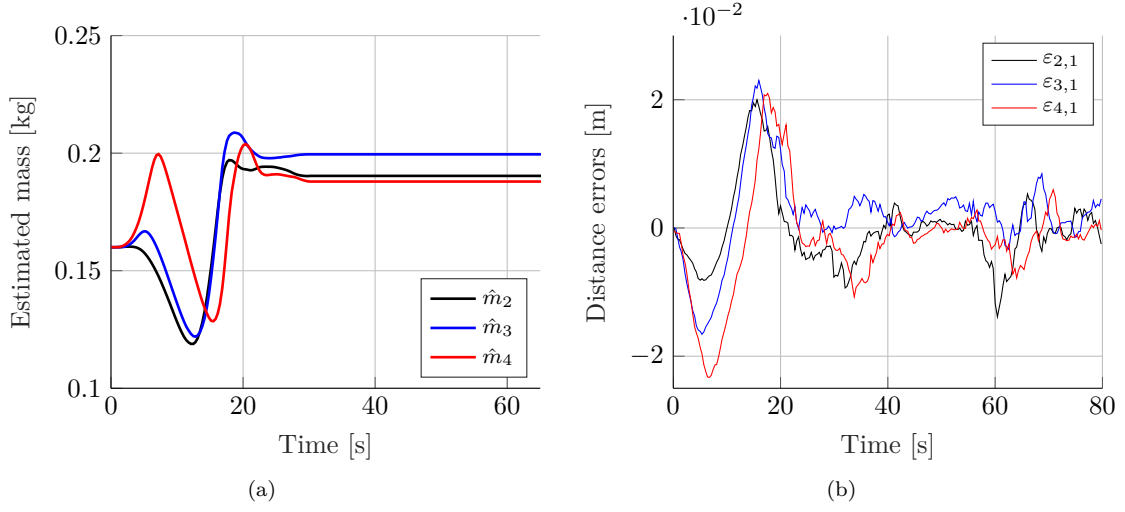 0.25
0.2
0.15
0.1
Estimated mass [kg]
m̂₂
m̂₃
m̂₄
0 20 40 60
Time [s]
(a)
·10⁻²
2
0
−2
Distance errors [m]
ε₂,₁
ε₃,₁
ε₄,₁
0 20 40 60 80
Time [s]
(b)